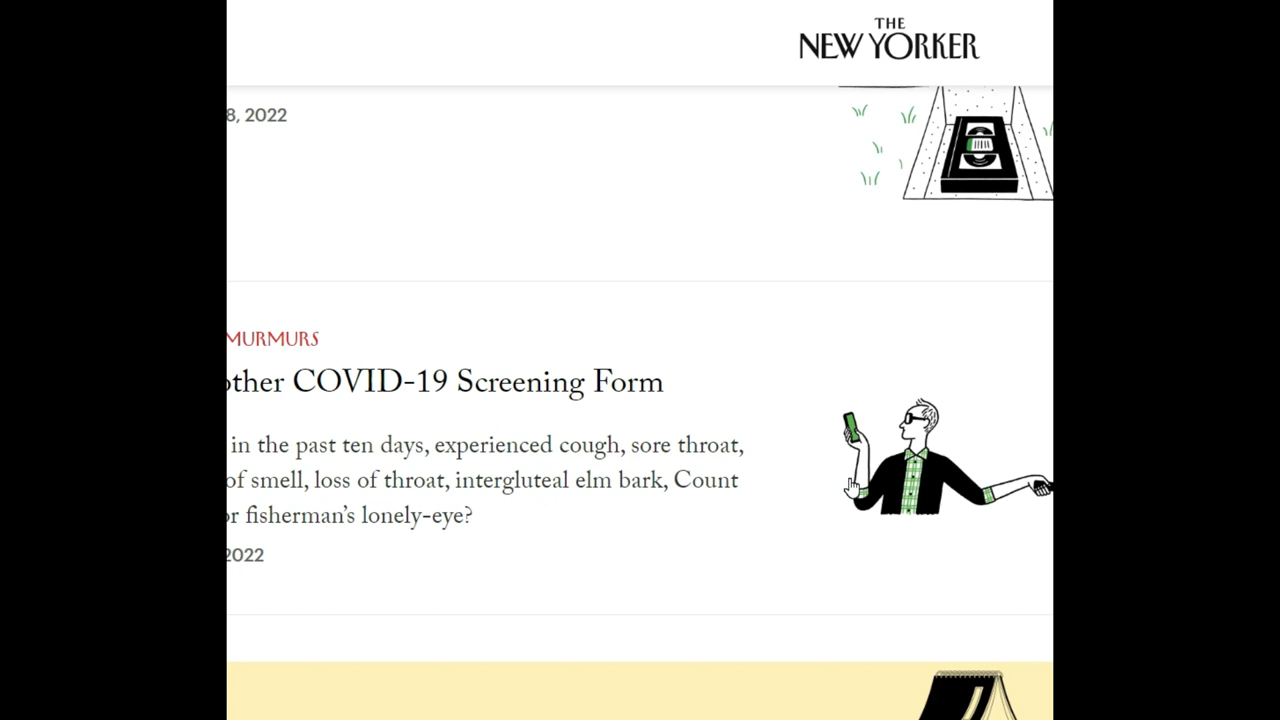 THE
NEW YORKER
8, 2022
MURMURS
other COVID-19 Screening Form
in the past ten days, experienced cough, sore throat,
of smell, loss of throat, intergluteal elm bark, Count
or fisherman's lonely-eye?
2022